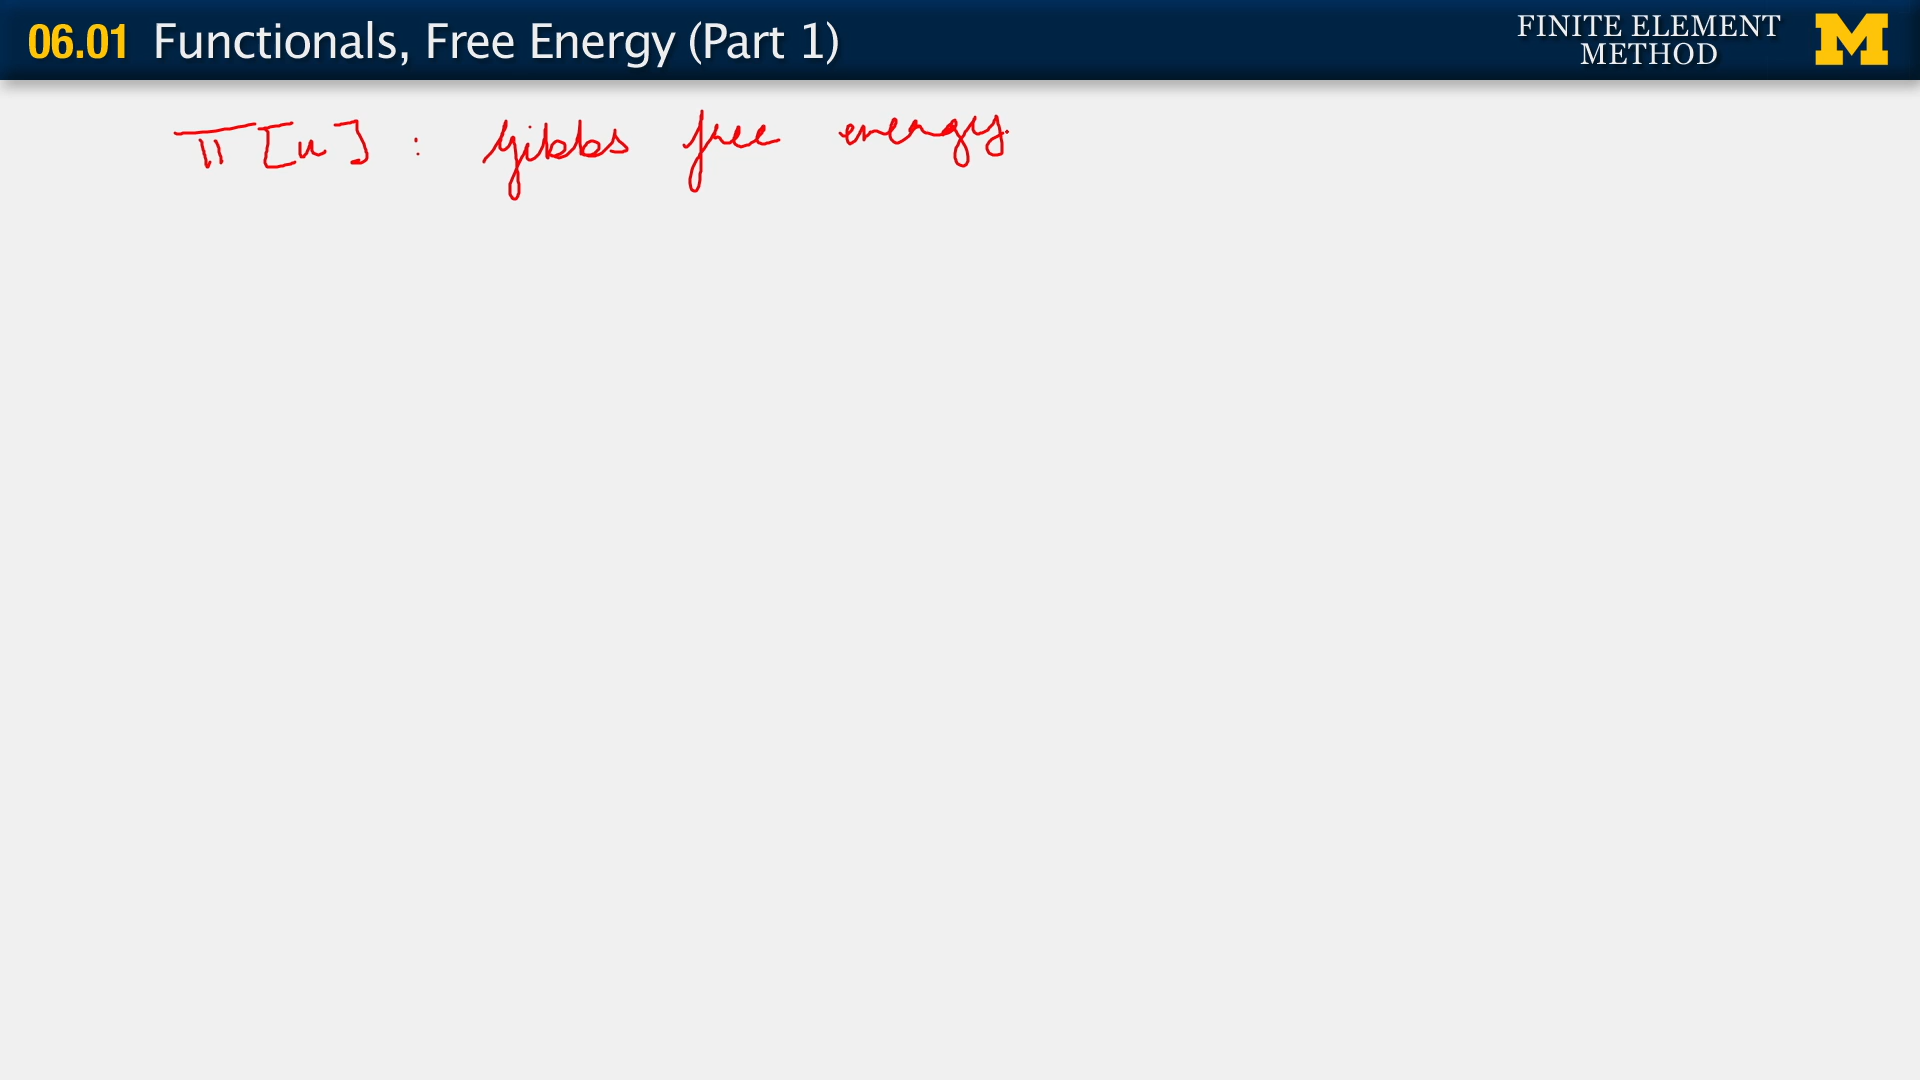 06.01 Functionals, Free Energy (Part 1)
FINITE ELEMENT
METHOD
M
Π[u] : Gibbs free energy.